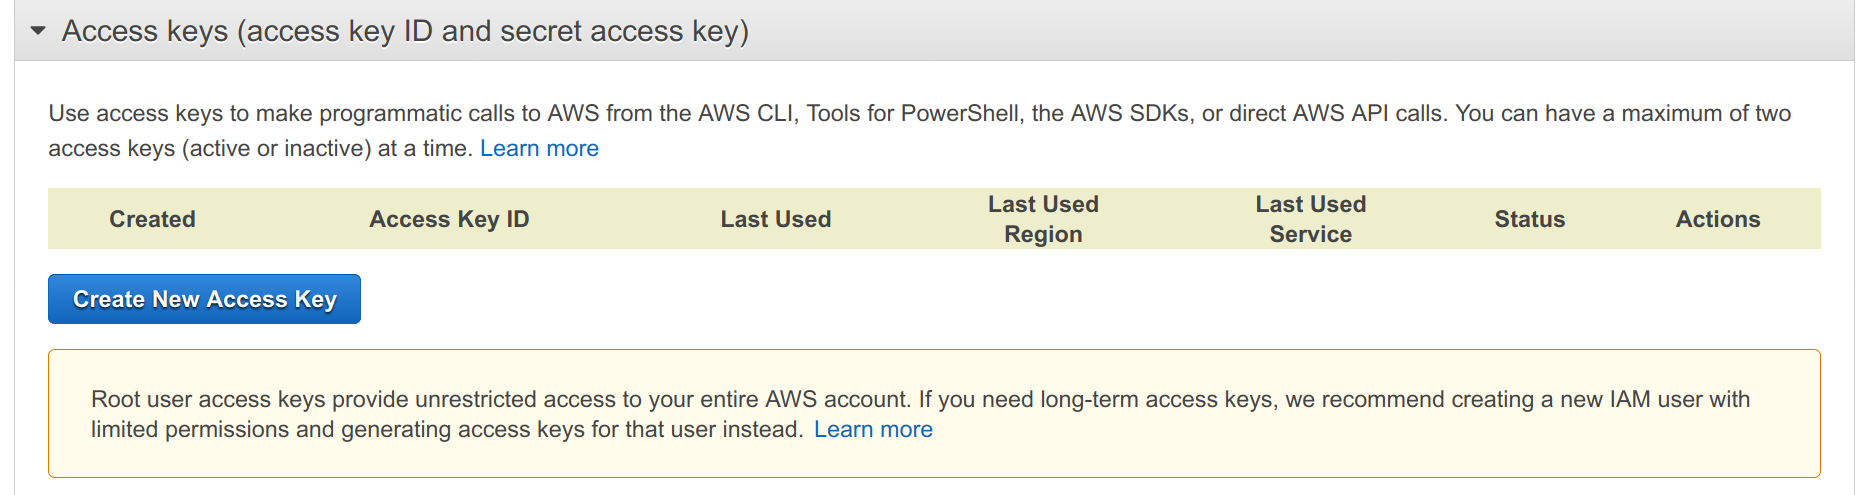 Access keys (access key ID and secret access key)
Use access keys to make programmatic calls to AWS from the AWS CLI, Tools for PowerShell, the AWS SDKs, or direct AWS API calls. You can have a maximum of two
access keys (active or inactive) at a time. Learn more
Created Access Key ID Last Used Last Used Region Last Used Service Status Actions
Create New Access Key
Root user access keys provide unrestricted access to your entire AWS account. If you need long-term access keys, we recommend creating a new IAM user with
limited permissions and generating access keys for that user instead. Learn more